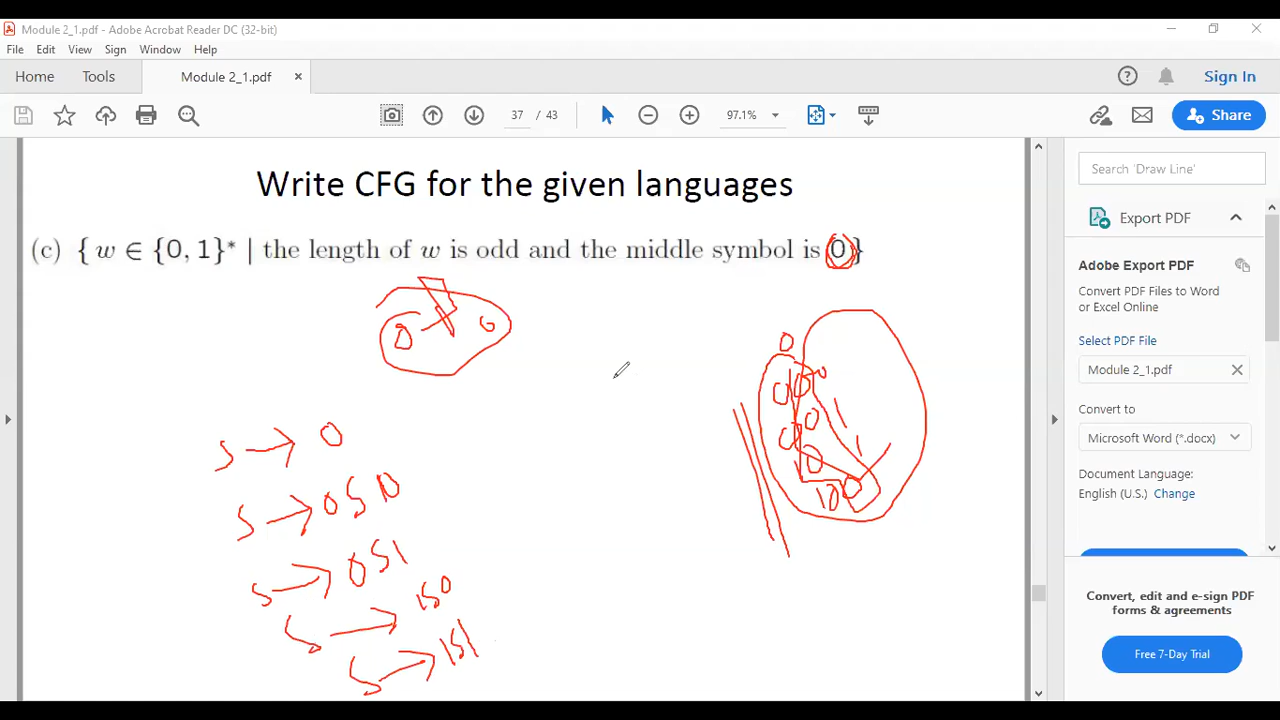 Module 2_1.pdf - Adobe Acrobat Reader DC (32-bit)
File Edit View Sign Window Help
Home Tools Module 2_1.pdf × Sign In
37 / 43 97.1% Share
Write CFG for the given languages
(c) { w ∈ {0, 1}* | the length of w is odd and the middle symbol is 0}
0 0
S → 0
S → 0S0
S → 0S1
S → 1S0
S → 1S1
Search 'Draw Line'
Export PDF
Adobe Export PDF
Convert PDF Files to Word
or Excel Online
Select PDF File
Module 2_1.pdf
Convert to
Microsoft Word (*.docx)
Document Language:
English (U.S.) Change
Convert, edit and e-sign PDF
forms & agreements
Free 7-Day Trial